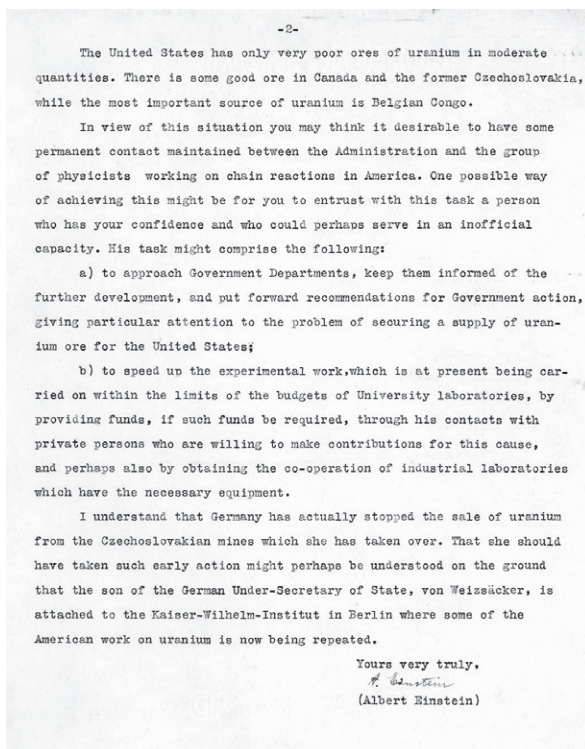 -2-
The United States has only very poor ores of uranium in moderate
quantities. There is some good ore in Canada and the former Czechoslovakia,
while the most important source of uranium is Belgian Congo.
In view of this situation you may think it desirable to have some
permanent contact maintained between the Administration and the group
of physicists working on chain reactions in America. One possible way
of achieving this might be for you to entrust with this task a person
who has your confidence and who could perhaps serve in an inofficial
capacity. His task might comprise the following:
a) to approach Government Departments, keep them informed of the
further development, and put forward recommendations for Government action,
giving particular attention to the problem of securing a supply of uran-
ium ore for the United States;
b) to speed up the experimental work,which is at present being car-
ried on within the limits of the budgets of University laboratories, by
providing funds, if such funds be required, through his contacts with
private persons who are willing to make contributions for this cause,
and perhaps also by obtaining the co-operation of industrial laboratories
which have the necessary equipment.
I understand that Germany has actually stopped the sale of uranium
from the Czechoslovakian mines which she has taken over. That she should
have taken such early action might perhaps be understood on the ground
that the son of the German Under-Secretary of State, von Weizsäcker, is
attached to the Kaiser-Wilhelm-Institut in Berlin where some of the
American work on uranium is now being repeated.
Yours very truly.
A. Einstein
(Albert Einstein)